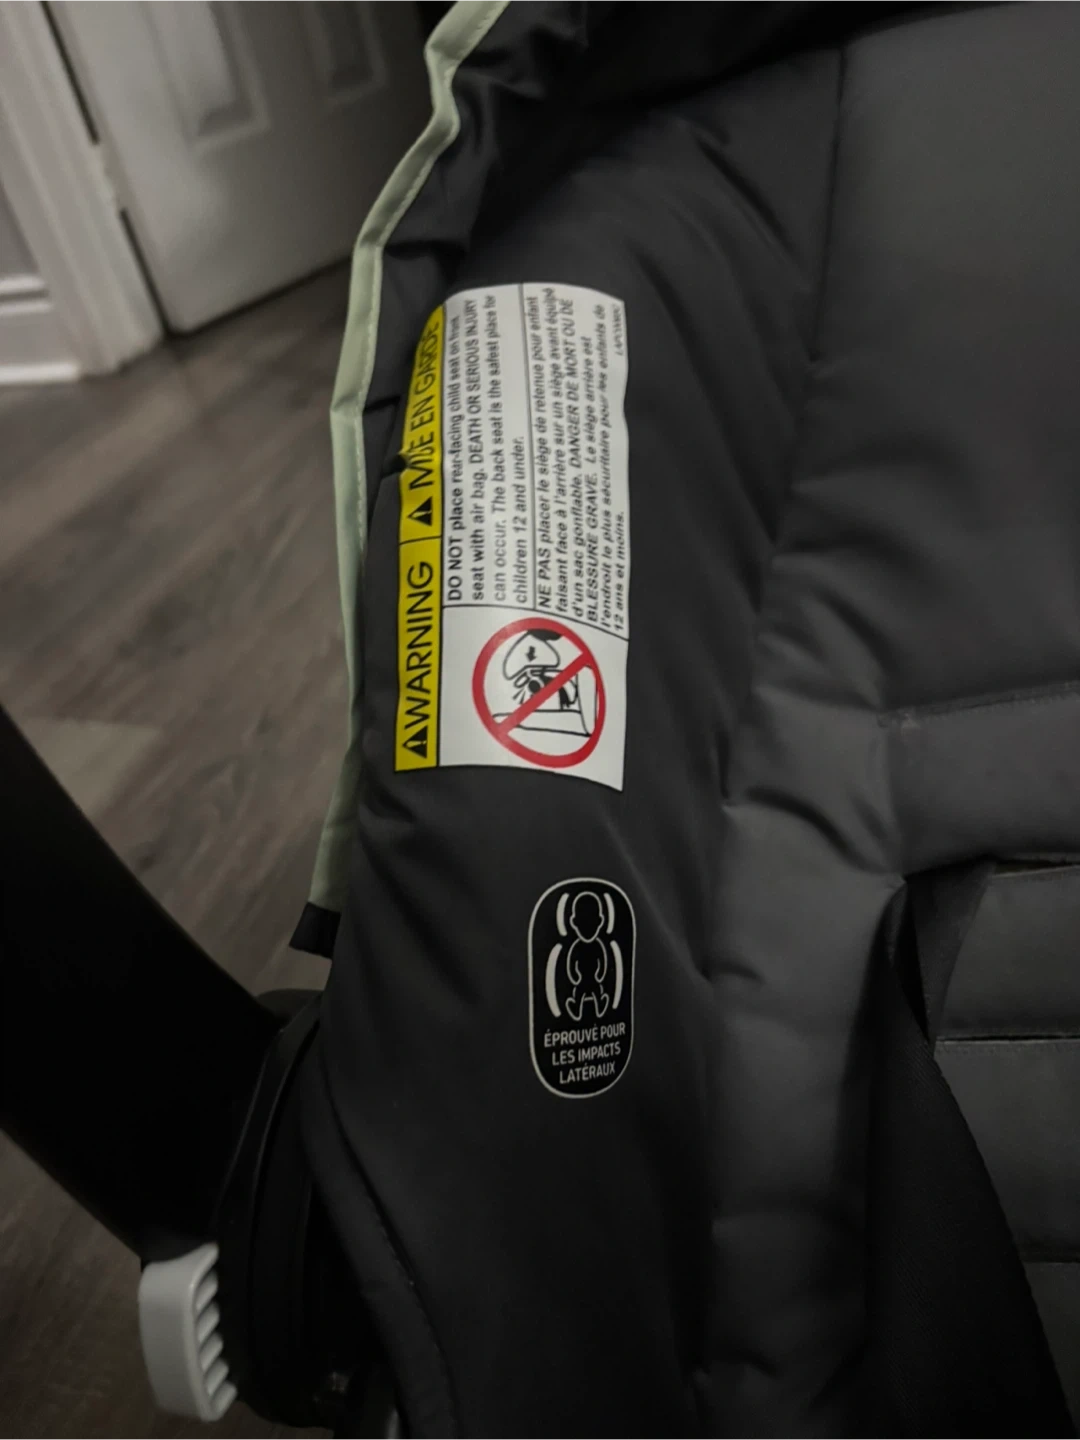 WARNING | MISE EN GARDE
DO NOT place rear-facing child seat on front
seat with air bag. DEATH OR SERIOUS INJURY
can occur. The back seat is the safest place for
children 12 and under.
NE PAS placer le siège de retenue pour enfant
faisant face à l'arrière sur un siège avant équipé
d'un sac gonflable. DANGER DE MORT OU DE
BLESSURE GRAVE. Le siège arrière est
l'endroit le plus sécuritaire pour les enfants de
12 ans et moins.
ÉPROUVÉ POUR
LES IMPACTS
LATÉRAUX